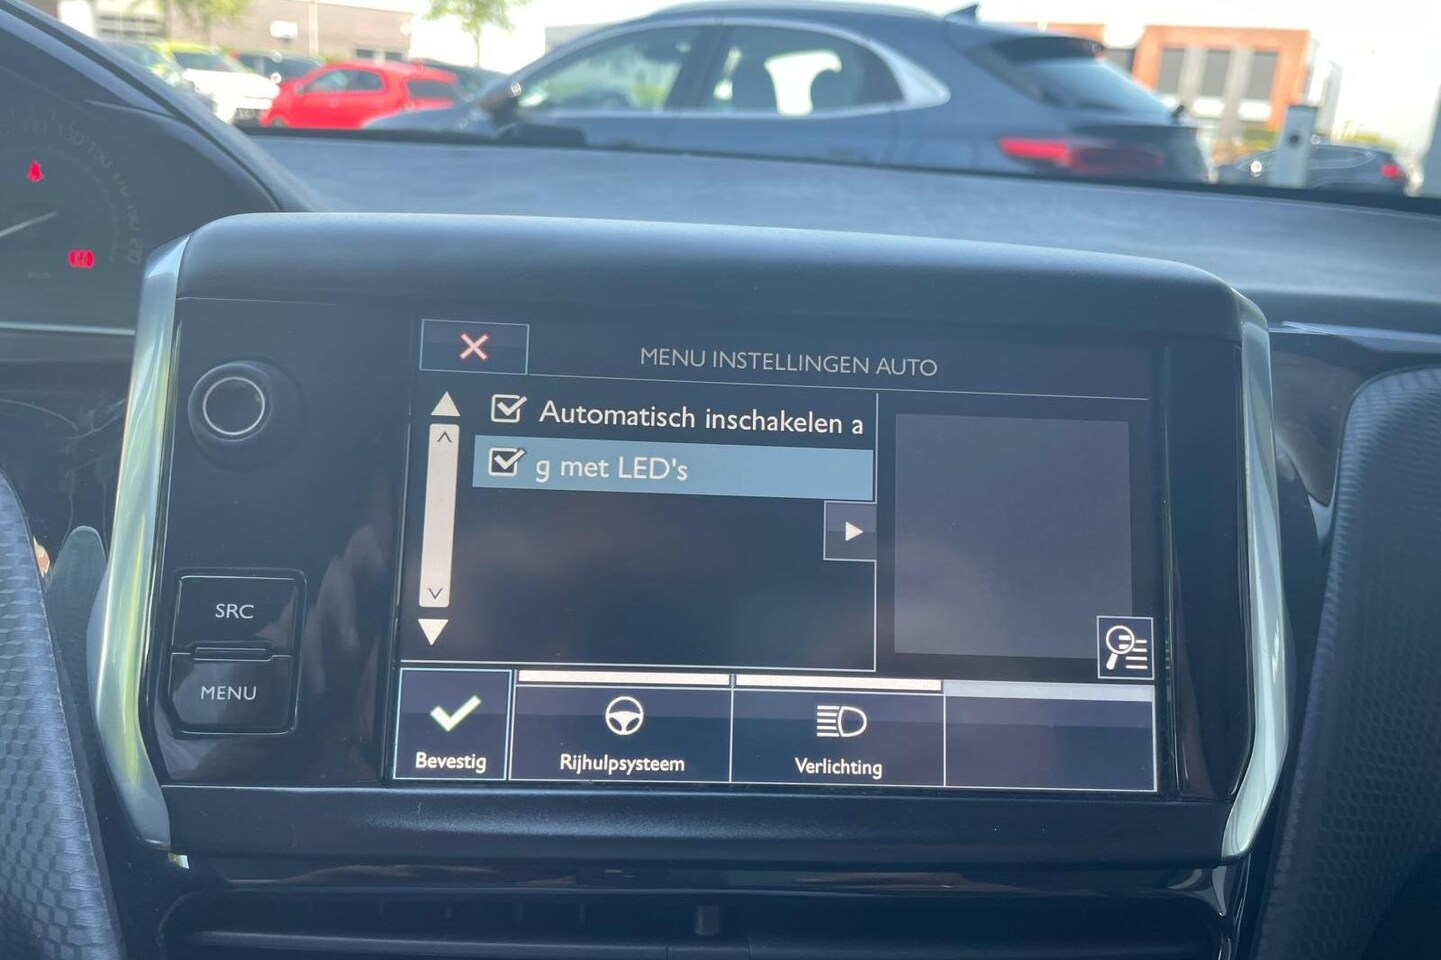 MENU INSTELLINGEN AUTO
Automatisch inschakelen a
g met LED's
SRC
MENU
Bevestig
Rijhulpsysteem
Verlichting